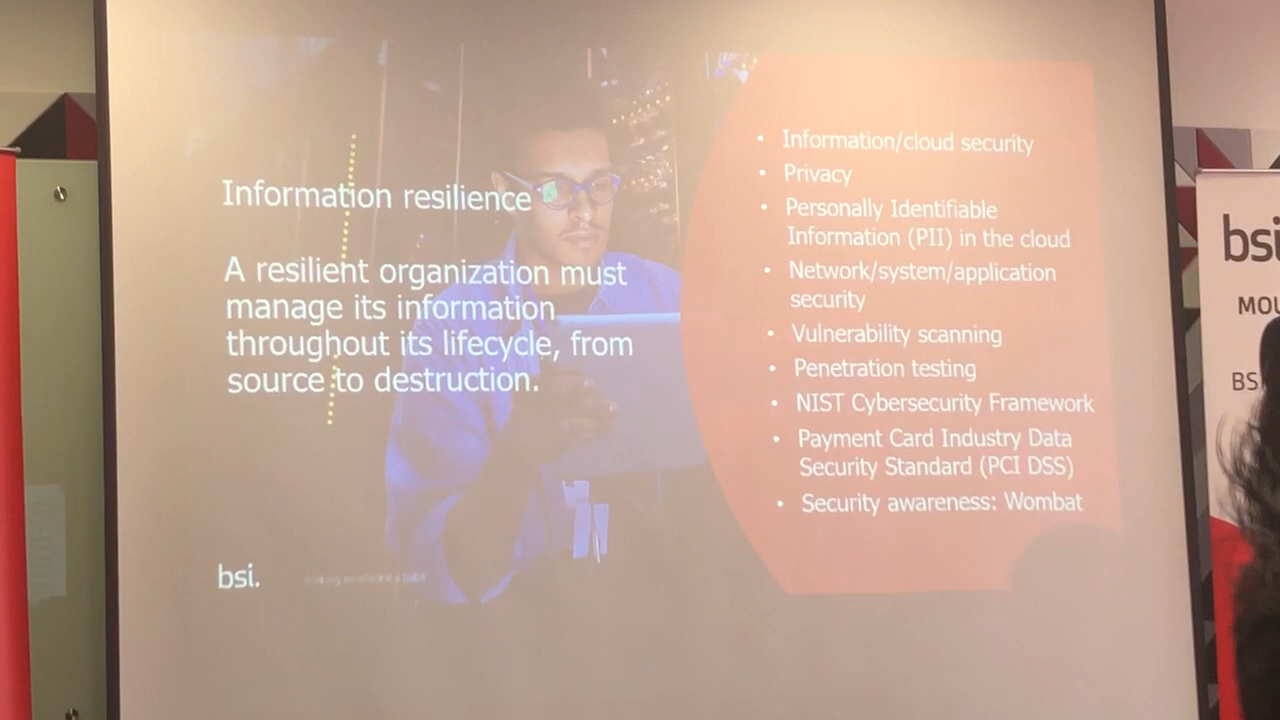 Information resilience
A resilient organization must
manage its information
throughout its lifecycle, from
source to destruction.
bsi.
• Information/cloud security
• Privacy
• Personally Identifiable
Information (PII) in the cloud
• Network/system/application
security
• Vulnerability scanning
• Penetration testing
• NIST Cybersecurity Framework
• Payment Card Industry Data
Security Standard (PCI DSS)
• Security awareness: Wombat
bsi